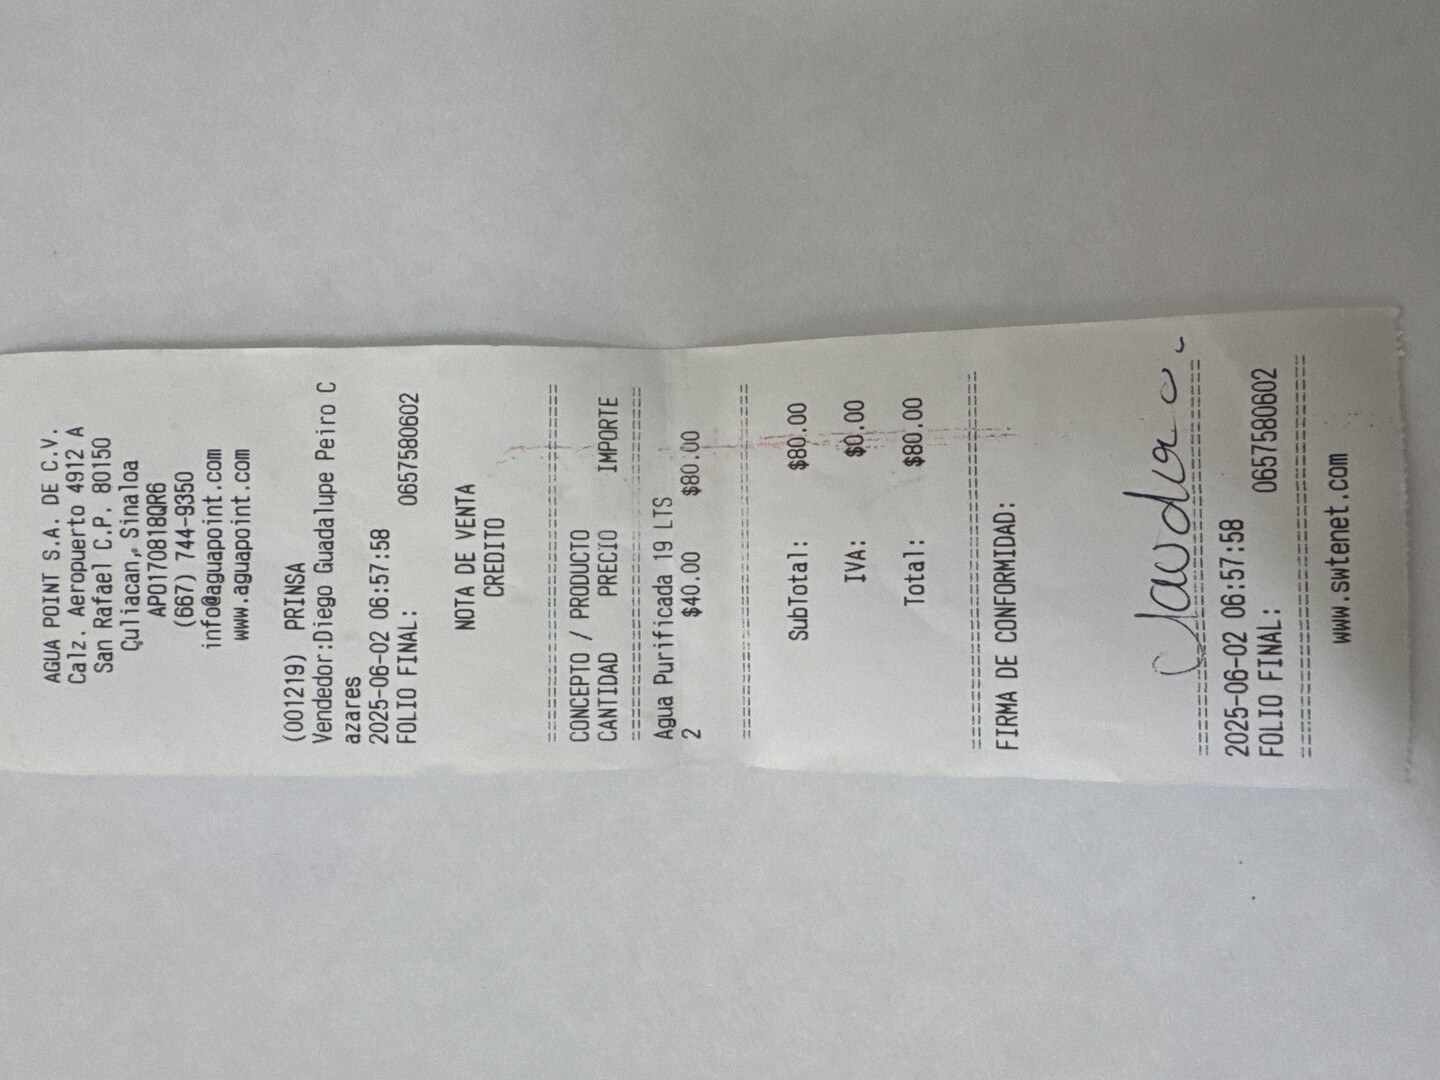 AGUA POINT S.A. DE C.V.
Calz. Aeropuerto 4912 A
San Rafael C.P. 80150
Culiacan, Sinaloa
APO170818QR6
(667) 744-9350
info@aguapoint.com
www.aguapoint.com
(001219) PRINSA
Vendedor:Diego Guadalupe Peiro C
azares
2025-06-02 06:57:58
FOLIO FINAL: 0657580602
NOTA DE VENTA
CREDITO
================================
CONCEPTO / PRODUCTO
CANTIDAD PRECIO IMPORTE
================================
Agua Purificada 19 LTS
2 $40.00 $80.00
================================
SubTotal: $80.00
IVA: $0.00
Total: $80.00
================================
FIRMA DE CONFORMIDAD:
================================
2025-06-02 06:57:58
FOLIO FINAL: 0657580602
================================
www.swtenet.com